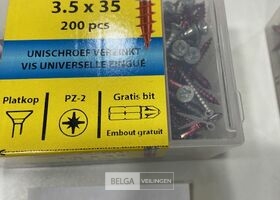 3.5 x 35
200 pcs
UNISCHROEF VERZINKT
VIS UNIVERSELLE ZINGUÉ
Platkop
PZ-2
Gratis bit
Embout gratuit
BELGA VEILINGEN